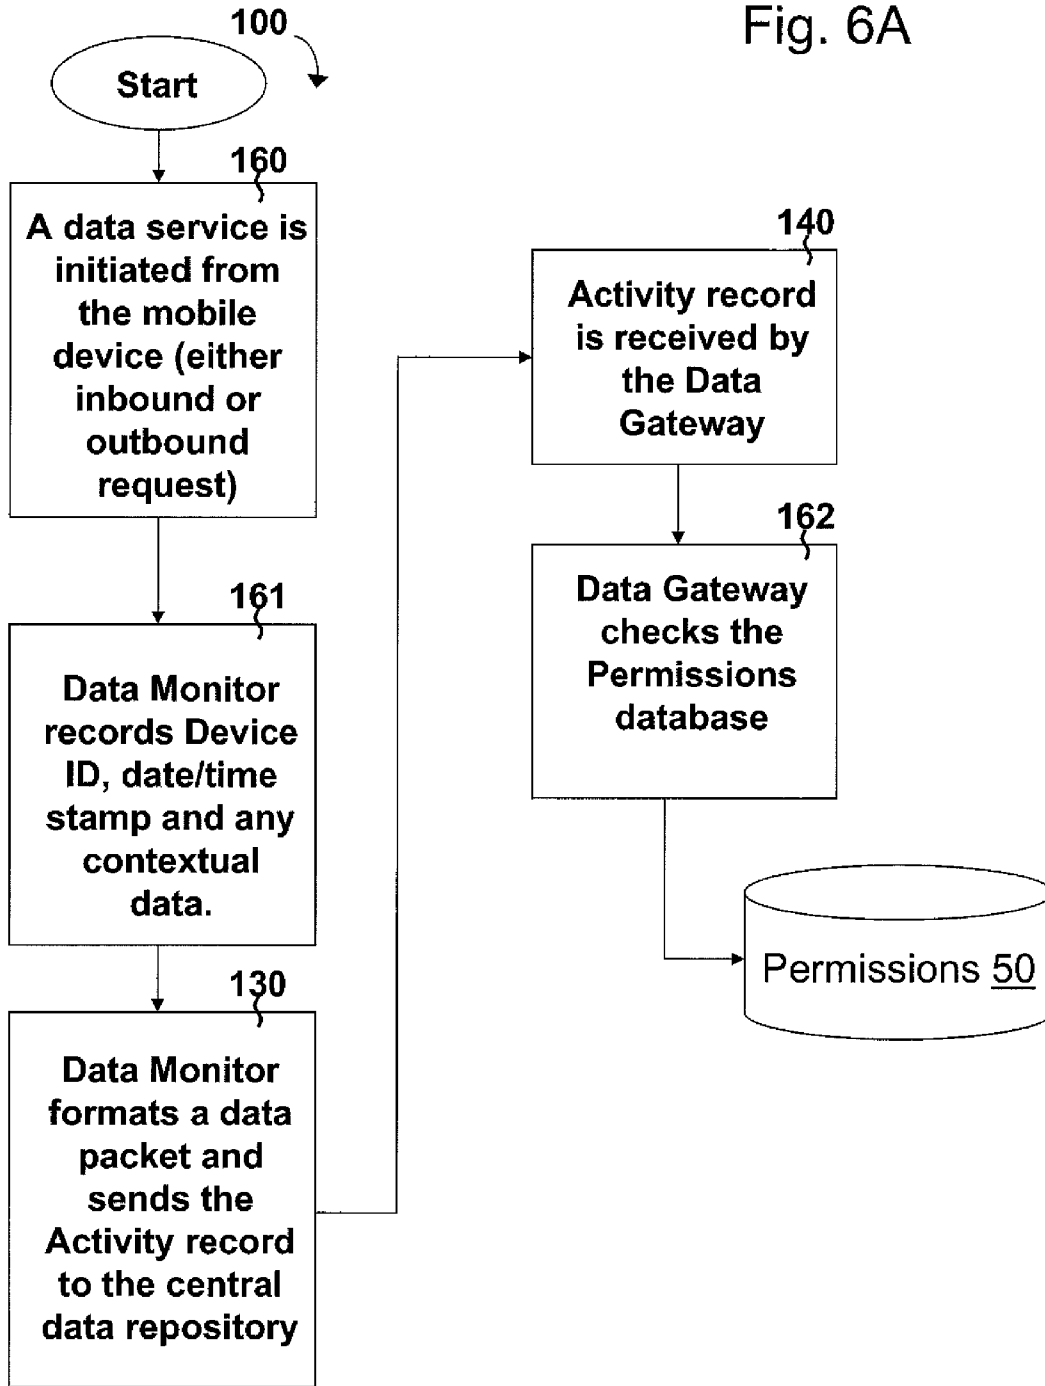 Fig. 6A
100
Start
160
A data service is
initiated from
the mobile
device (either
inbound or
outbound
request)
161
Data Monitor
records Device
ID, date/time
stamp and any
contextual
data.
130
Data Monitor
formats a data
packet and
sends the
Activity record
to the central
data repository
140
Activity record
is received by
the Data
Gateway
162
Data Gateway
checks the
Permissions
database
Permissions 50